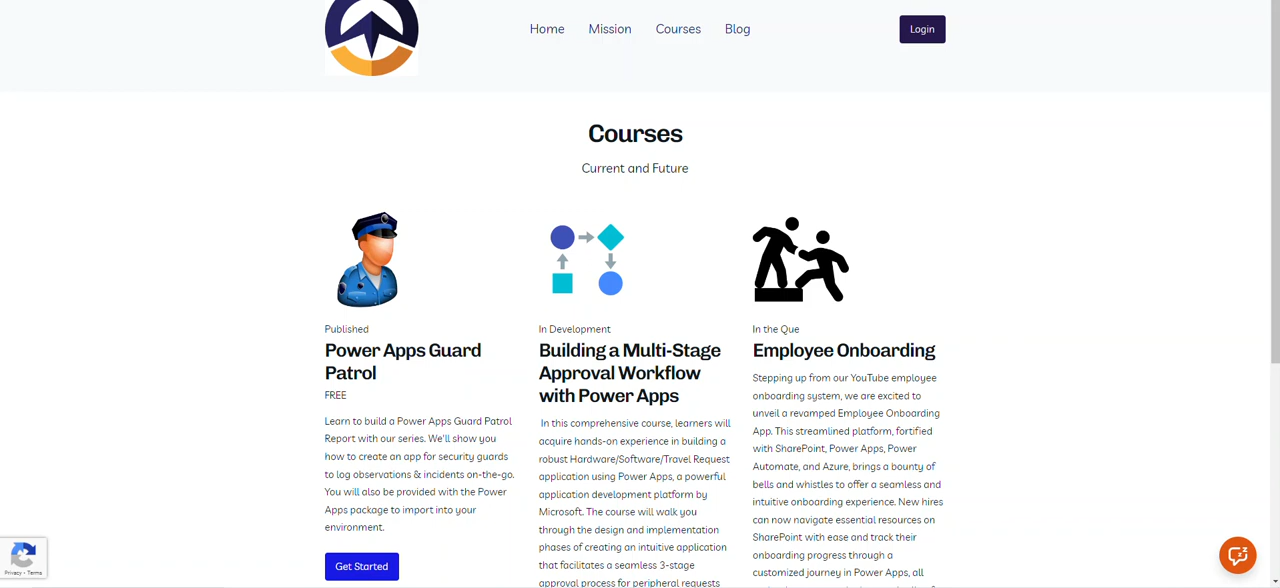 Home Mission Courses Blog Login
Courses
Current and Future
Published
Power Apps Guard
Patrol
FREE
Learn to build a Power Apps Guard Patrol
Report with our series. We'll show you
how to create an app for security guards
to log observations & incidents on-the-go.
You will also be provided with the Power
Apps package to import into your
environment.
Get Started
In Development
Building a Multi-Stage
Approval Workflow
with Power Apps
In this comprehensive course, learners will
acquire hands-on experience in building a
robust Hardware/Software/Travel Request
application using Power Apps, a powerful
application development platform by
Microsoft. The course will walk you
through the design and implementation
phases of creating an intuitive application
that facilitates a seamless 3-stage
approval process for peripheral requests
In the Que
Employee Onboarding
Stepping up from our YouTube employee
onboarding system, we are excited to
unveil a revamped Employee Onboarding
App. This streamlined platform, fortified
with SharePoint, Power Apps, Power
Automate, and Azure, brings a bounty of
bells and whistles to offer a seamless and
intuitive onboarding experience. New hires
can now navigate essential resources on
SharePoint with ease and track their
onboarding progress through a
customized journey in Power Apps, all
Privacy - Terms